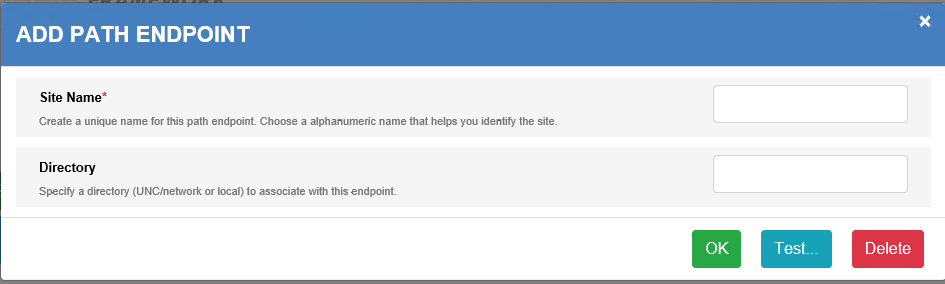 FRAMEWORK
ADD PATH ENDPOINT
×
Site Name*
Create a unique name for this path endpoint. Choose a alphanumeric name that helps you identify the site.
Directory
Specify a directory (UNC/network or local) to associate with this endpoint.
OK
Test...
Delete